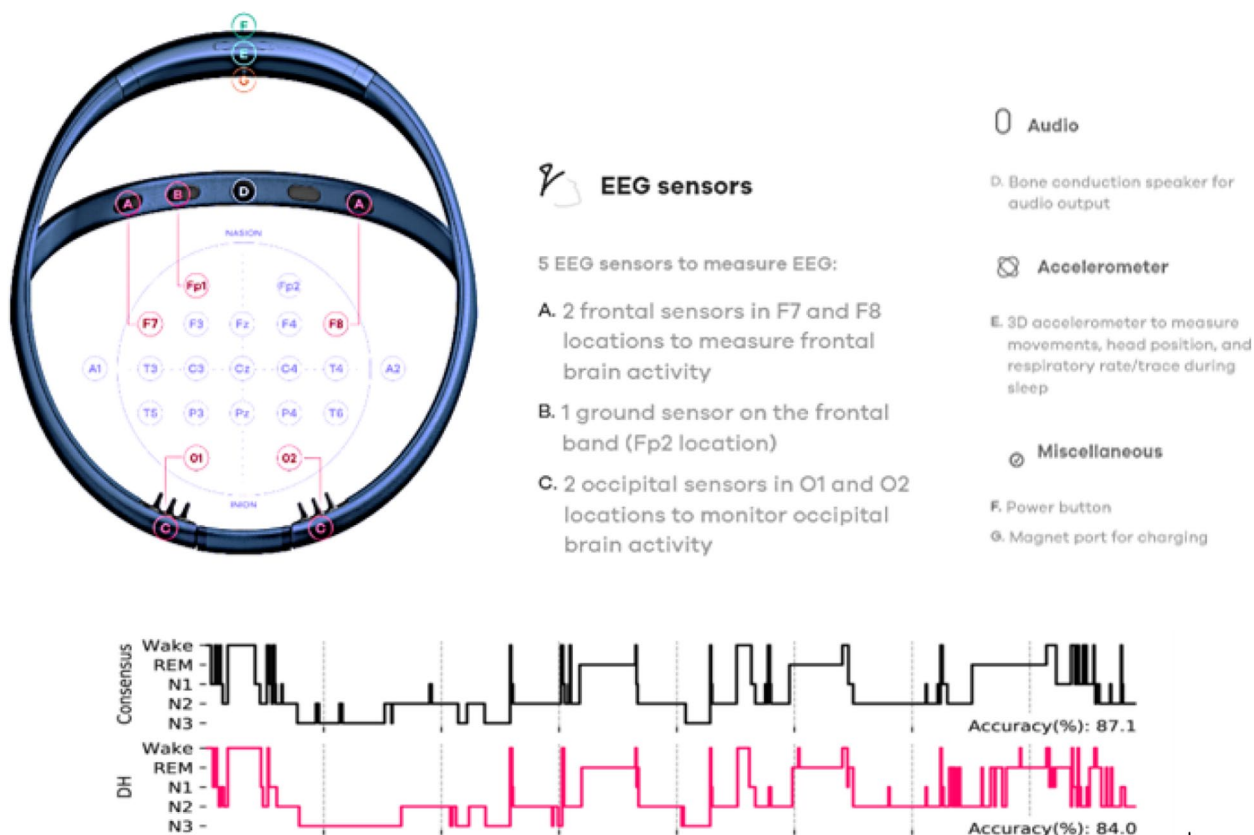 F
E
G
A
B
D
A
NASION
Fp1
Fp2
F7
F3
Fz
F4
F8
A1
T3
C3
Cz
C4
T4
A2
T5
P3
Pz
P4
T6
O1
O2
INION
C
C
EEG sensors
5 EEG sensors to measure EEG:
A. 2 frontal sensors in F7 and F8
locations to measure frontal
brain activity
B. 1 ground sensor on the frontal
band (Fp2 location)
C. 2 occipital sensors in O1 and O2
locations to monitor occipital
brain activity
Audio
D. Bone conduction speaker for
audio output
Accelerometer
E. 3D accelerometer to measure
movements, head position, and
respiratory rate/trace during
sleep
Miscellaneous
F. Power button
G. Magnet port for charging
Consensus
Wake
REM
N1
N2
N3
Accuracy(%): 87.1
DH
Wake
REM
N1
N2
N3
Accuracy(%): 84.0